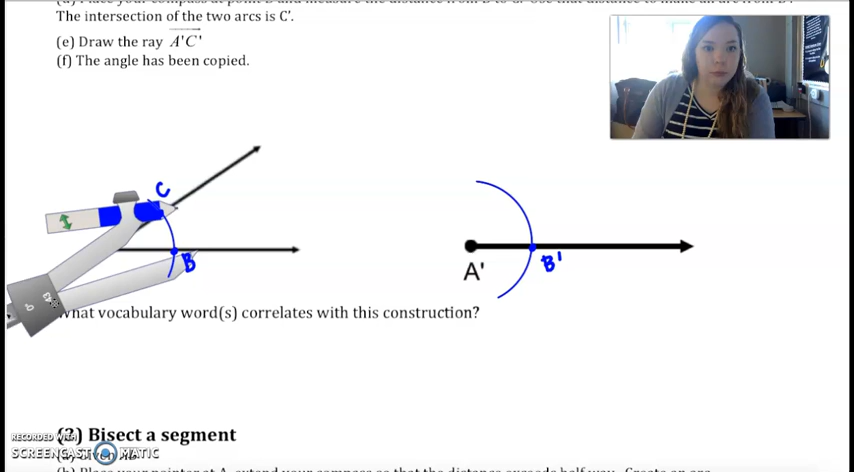 The intersection of the two arcs is C'.
(e) Draw the ray A'C'
(f) The angle has been copied.
C
B
A'
B'
What vocabulary word(s) correlates with this construction?
(2) Bisect a segment
RECORDED WITH
SCREENCAST MATIC